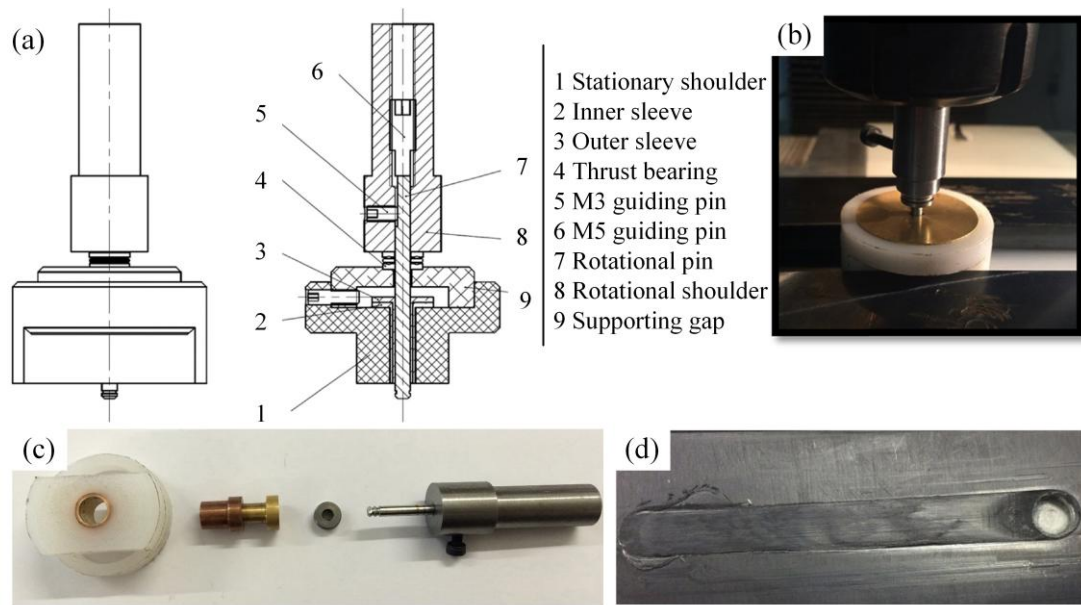 (a)
6
5
4
3
2
1
7
8
9
1 Stationary shoulder
2 Inner sleeve
3 Outer sleeve
4 Thrust bearing
5 M3 guiding pin
6 M5 guiding pin
7 Rotational pin
8 Rotational shoulder
9 Supporting gap
(b)
(c)
(d)